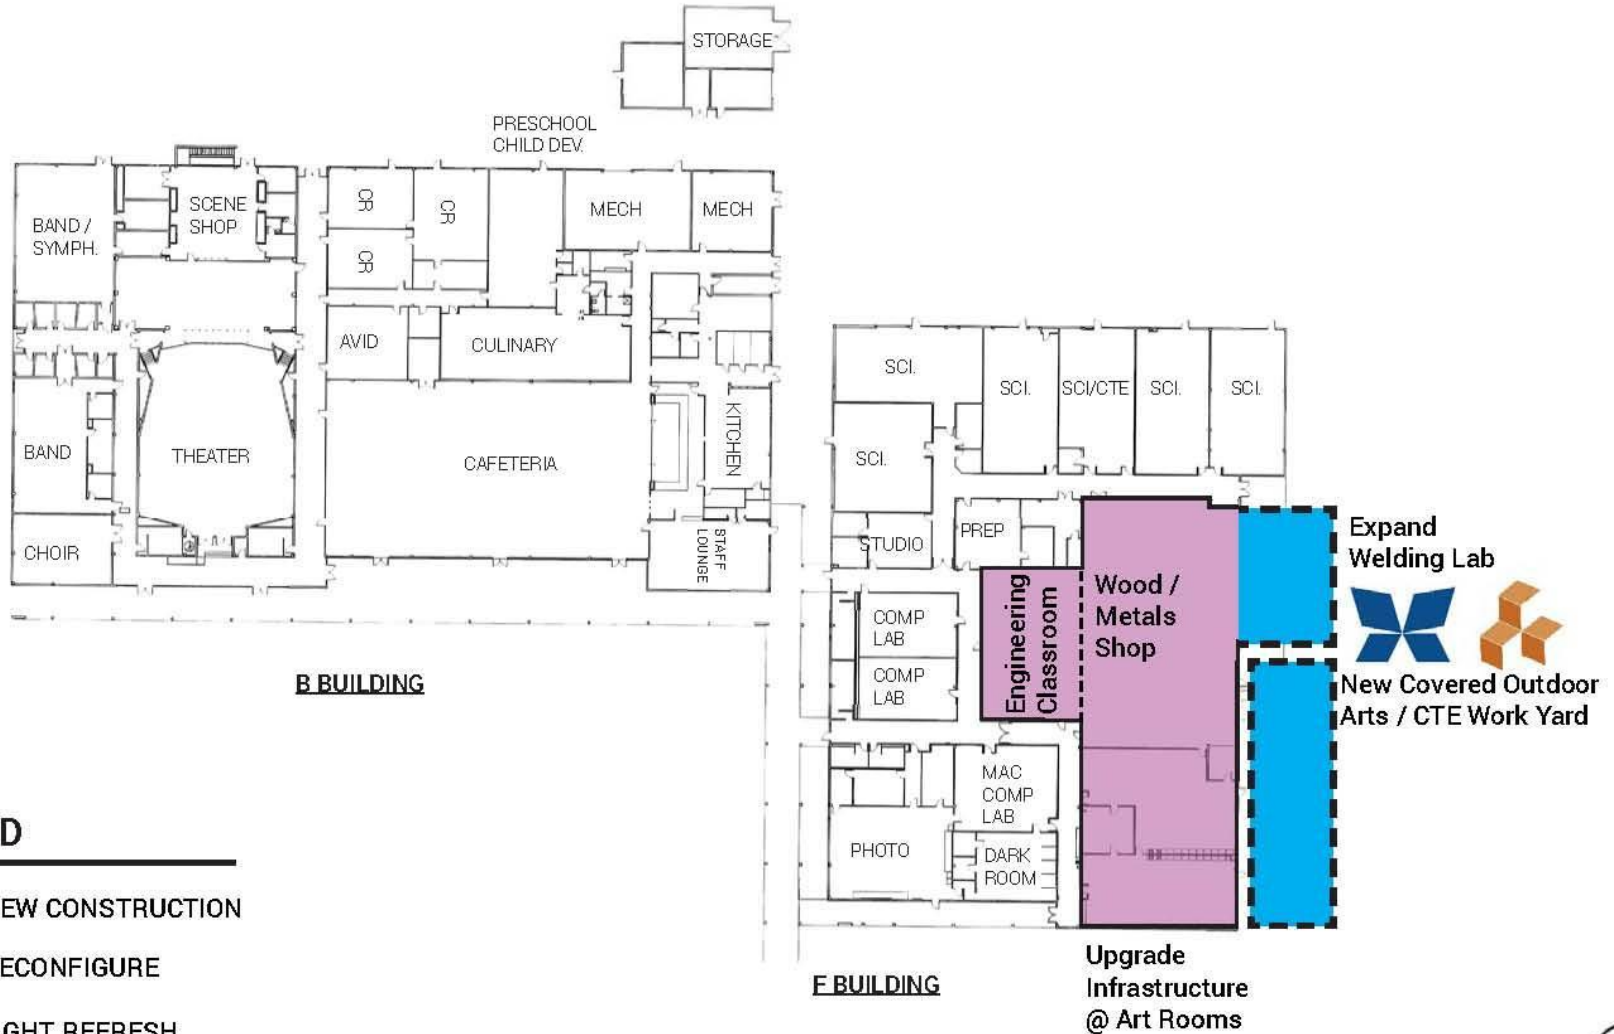 STORAGE
PRESCHOOL
CHILD DEV.
BAND /
SYMPH.
SCENE
SHOP
CR
CR
CR
MECH
MECH
AVID
CULINARY
BAND
THEATER
CAFETERIA
KITCHEN
CHOIR
STAFF
LOUNGE
B BUILDING
SCI.
SCI.
SCI/CTE
SCI.
SCI.
SCI.
STUDIO
PREP
COMP
LAB
COMP
LAB
Engineering
Classroom
Wood /
Metals
Shop
Expand
Welding Lab
New Covered Outdoor
Arts / CTE Work Yard
MAC
COMP
LAB
PHOTO
DARK
ROOM
F BUILDING
Upgrade
Infrastructure
@ Art Rooms
D
EW CONSTRUCTION
ECONFIGURE
GHT REFRESH